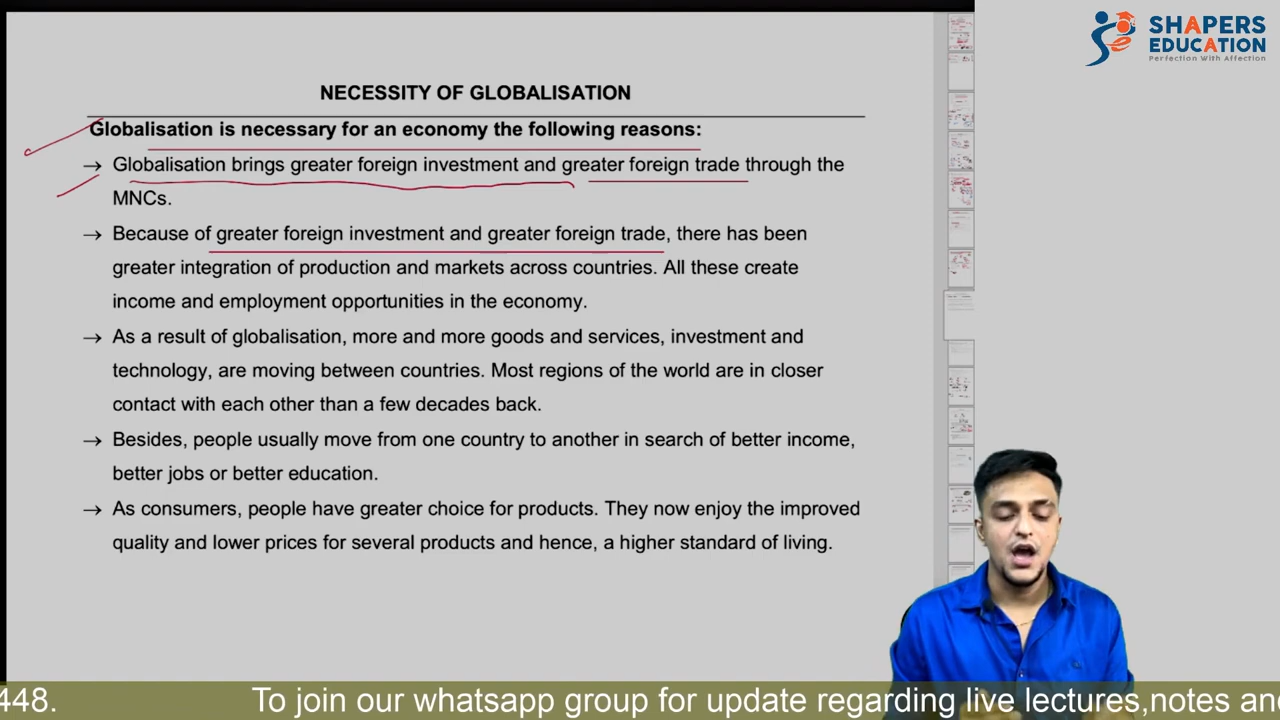 SHAPERS
EDUCATION
Perfection With Affection
NECESSITY OF GLOBALISATION
Globalisation is necessary for an economy the following reasons:
→ Globalisation brings greater foreign investment and greater foreign trade through the
MNCs.
→ Because of greater foreign investment and greater foreign trade, there has been
greater integration of production and markets across countries. All these create
income and employment opportunities in the economy.
→ As a result of globalisation, more and more goods and services, investment and
technology, are moving between countries. Most regions of the world are in closer
contact with each other than a few decades back.
→ Besides, people usually move from one country to another in search of better income,
better jobs or better education.
→ As consumers, people have greater choice for products. They now enjoy the improved
quality and lower prices for several products and hence, a higher standard of living.
448. To join our whatsapp group for update regarding live lectures,notes and